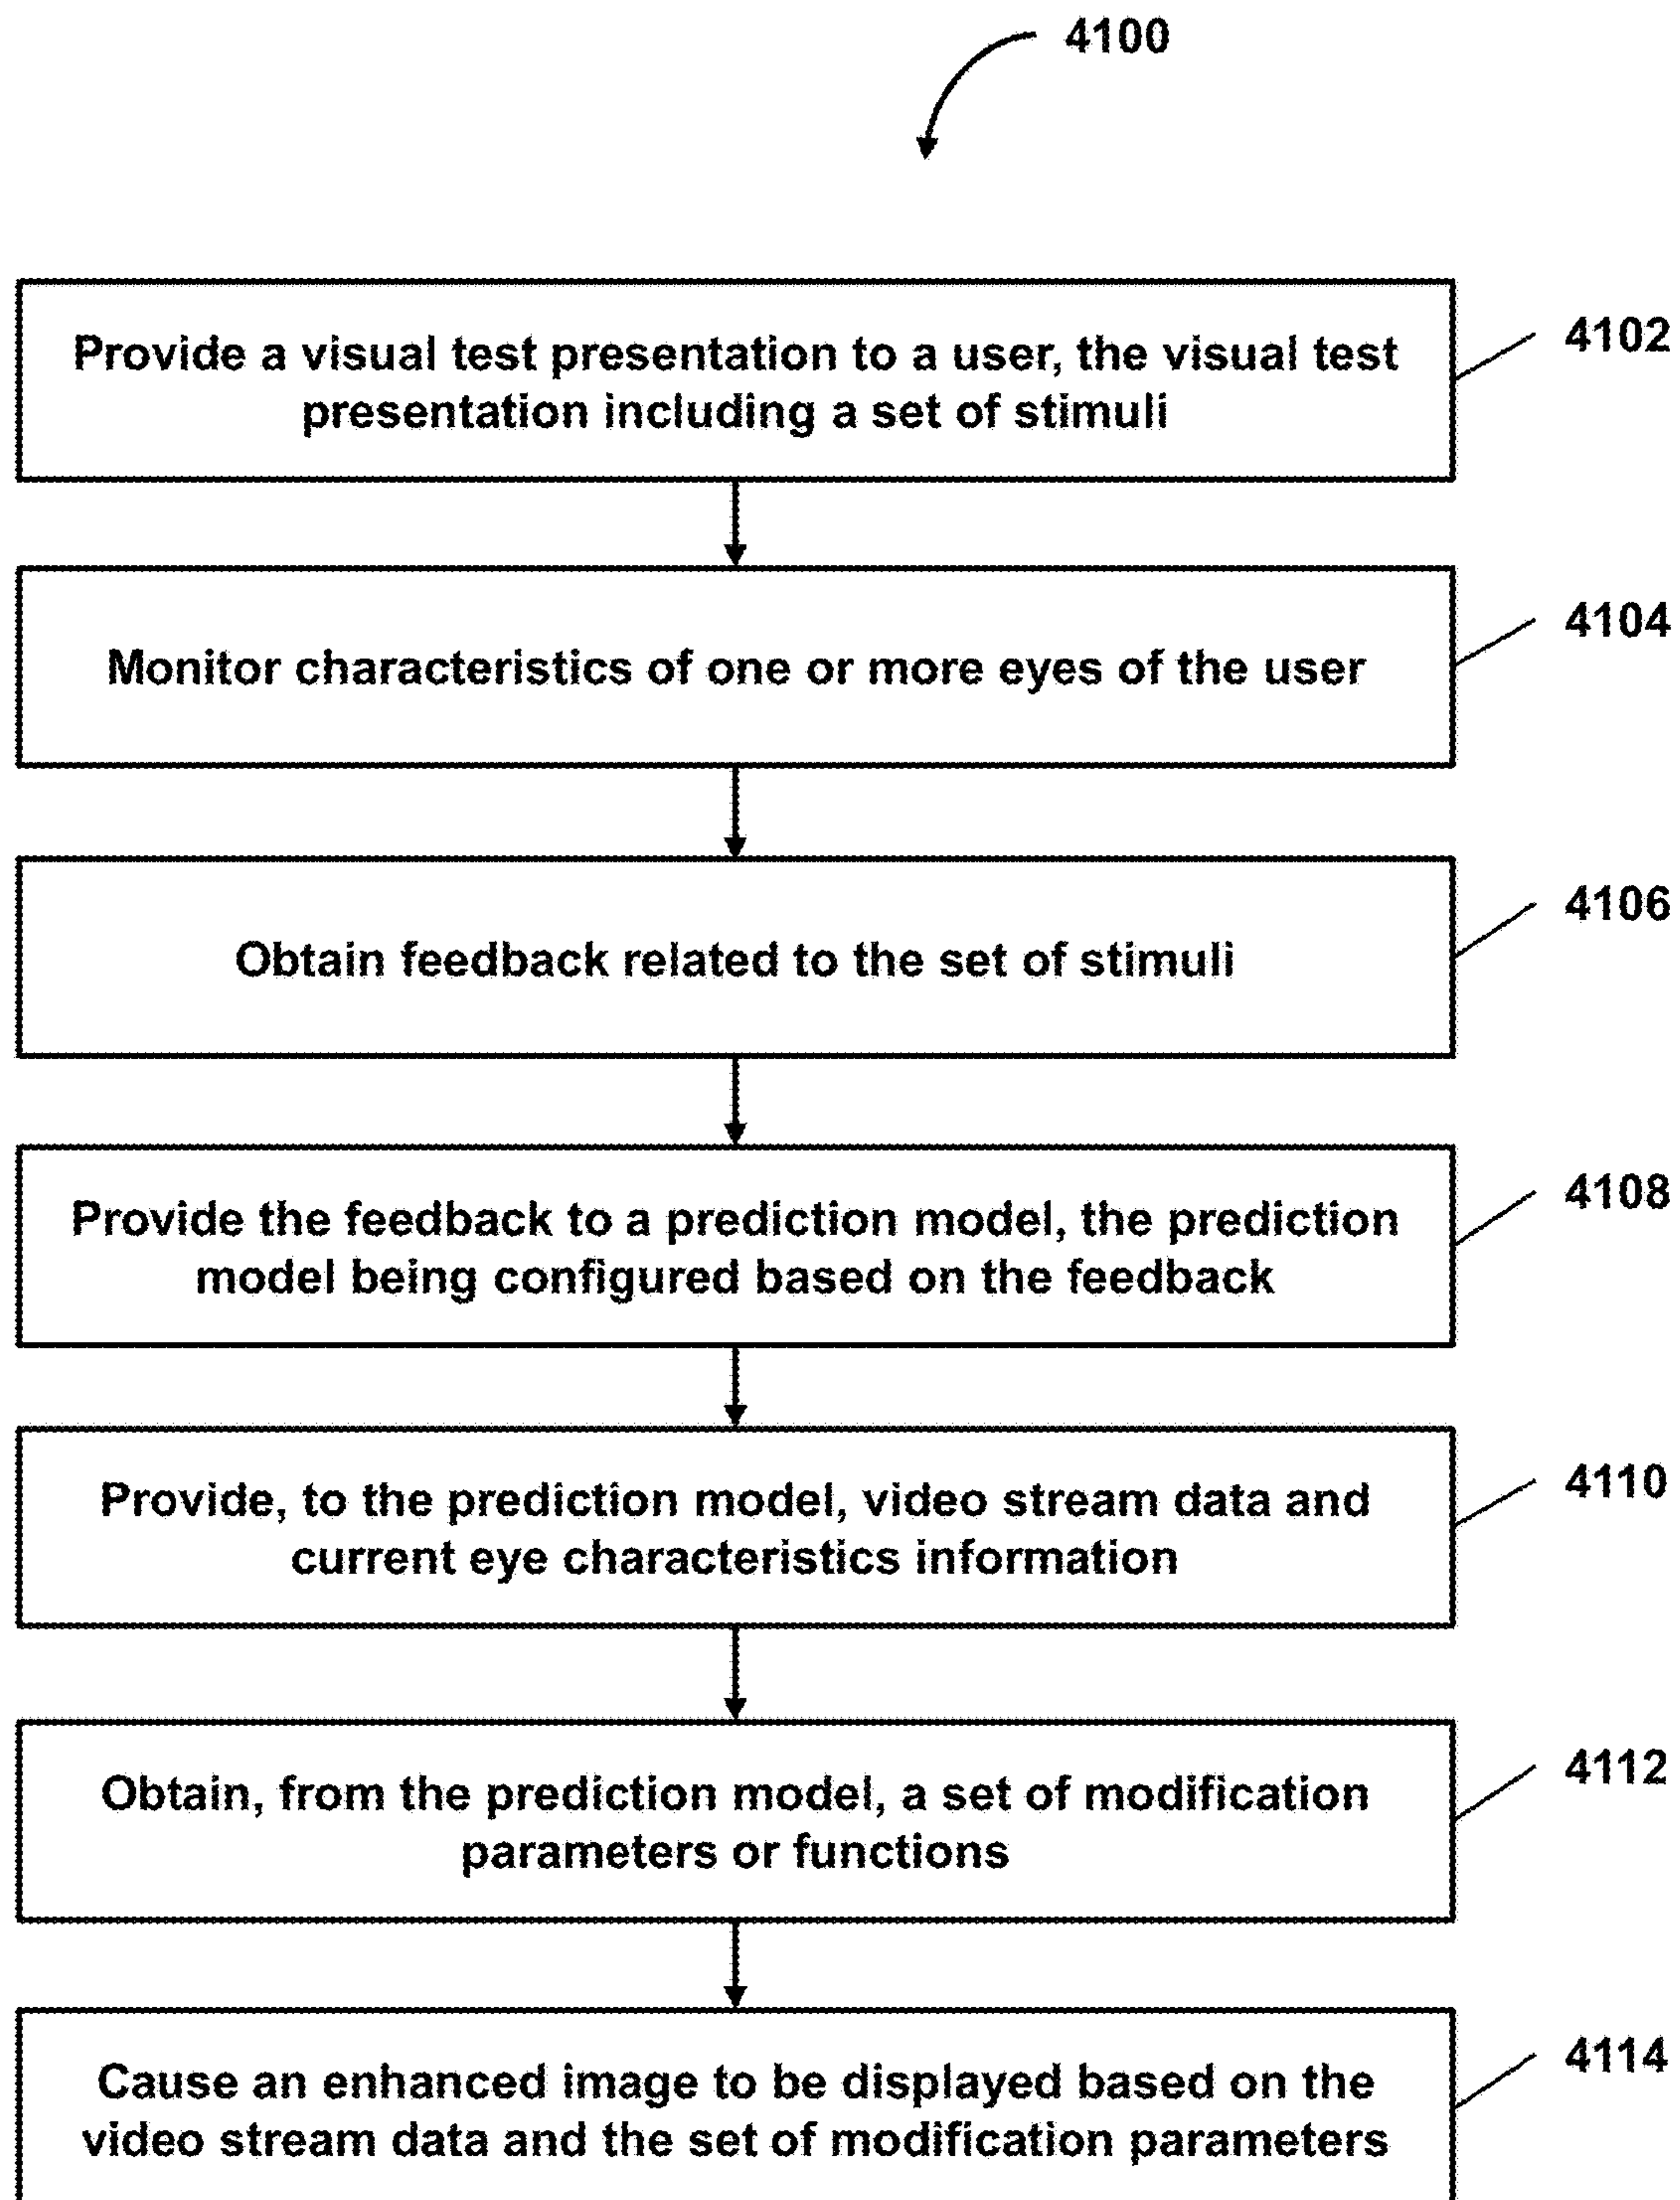 4100
Provide a visual test presentation to a user, the visual test
presentation including a set of stimuli
4102
Monitor characteristics of one or more eyes of the user
4104
Obtain feedback related to the set of stimuli
4106
Provide the feedback to a prediction model, the prediction
model being configured based on the feedback
4108
Provide, to the prediction model, video stream data and
current eye characteristics information
4110
Obtain, from the prediction model, a set of modification
parameters or functions
4112
Cause an enhanced image to be displayed based on the
video stream data and the set of modification parameters
4114